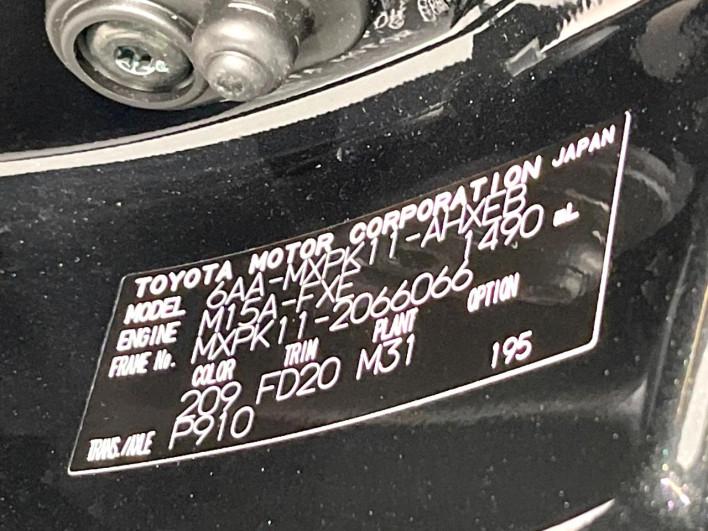 TOYOTA MOTOR CORPORATION JAPAN
MODEL 6AA-MXPK11-AHXEB
ENGINE M15A-FXE 1490 mL
FRAME No. MXPK11-2066066
COLOR TRIM PLANT OPTION
209 FD20 M31 195
TRANS./AXLE P910